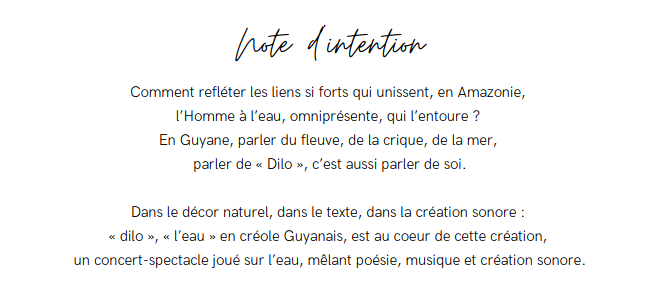 Note d'intention
Comment refléter les liens si forts qui unissent, en Amazonie,
l'Homme à l'eau, omniprésente, qui l'entoure ?
En Guyane, parler du fleuve, de la crique, de la mer,
parler de « Dilo », c'est aussi parler de soi.
Dans le décor naturel, dans le texte, dans la création sonore :
« dilo », « l'eau » en créole Guyanais, est au coeur de cette création,
un concert-spectacle joué sur l'eau, mêlant poésie, musique et création sonore.